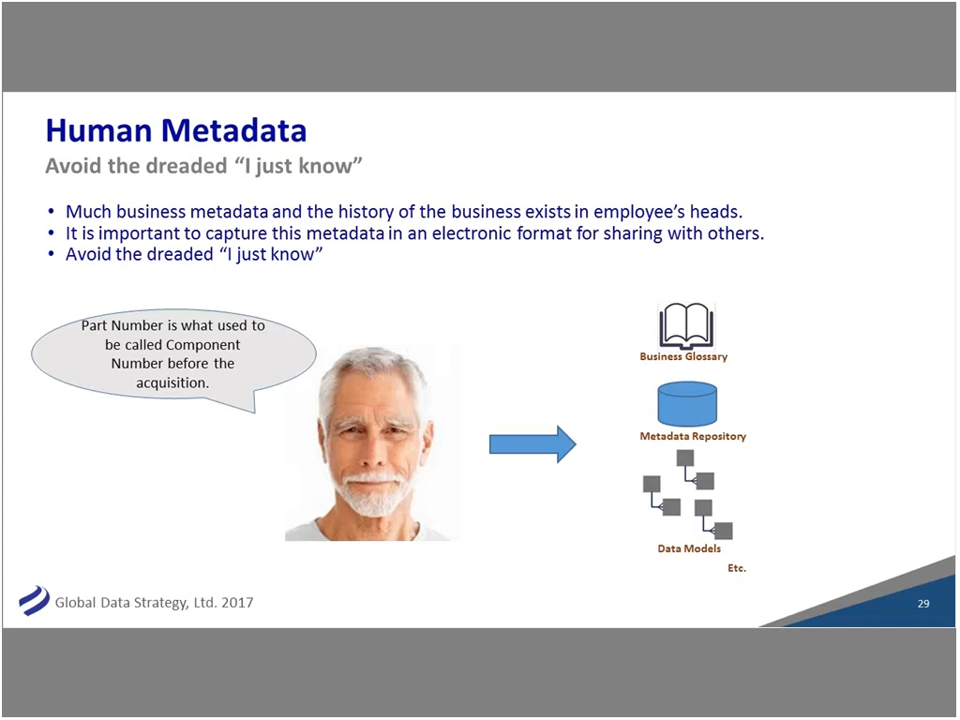 Human Metadata
Avoid the dreaded “I just know”
• Much business metadata and the history of the business exists in employee’s heads.
• It is important to capture this metadata in an electronic format for sharing with others.
• Avoid the dreaded “I just know”
Part Number is what used to
be called Component
Number before the
acquisition.
Business Glossary
Metadata Repository
Data Models
Etc.
Global Data Strategy, Ltd. 2017
29